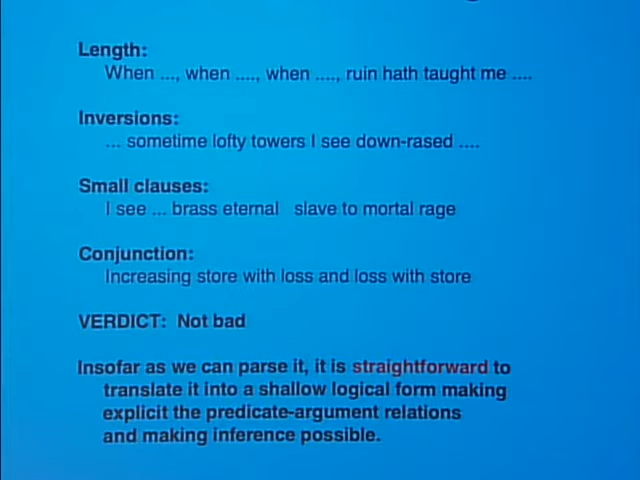 Length:
When ..., when ...., when ...., ruin hath taught me ....
Inversions:
... sometime lofty towers I see down-rased ....
Small clauses:
I see ... brass eternal slave to mortal rage
Conjunction:
Increasing store with loss and loss with store
VERDICT: Not bad
Insofar as we can parse it, it is straightforward to
translate it into a shallow logical form making
explicit the predicate-argument relations
and making inference possible.